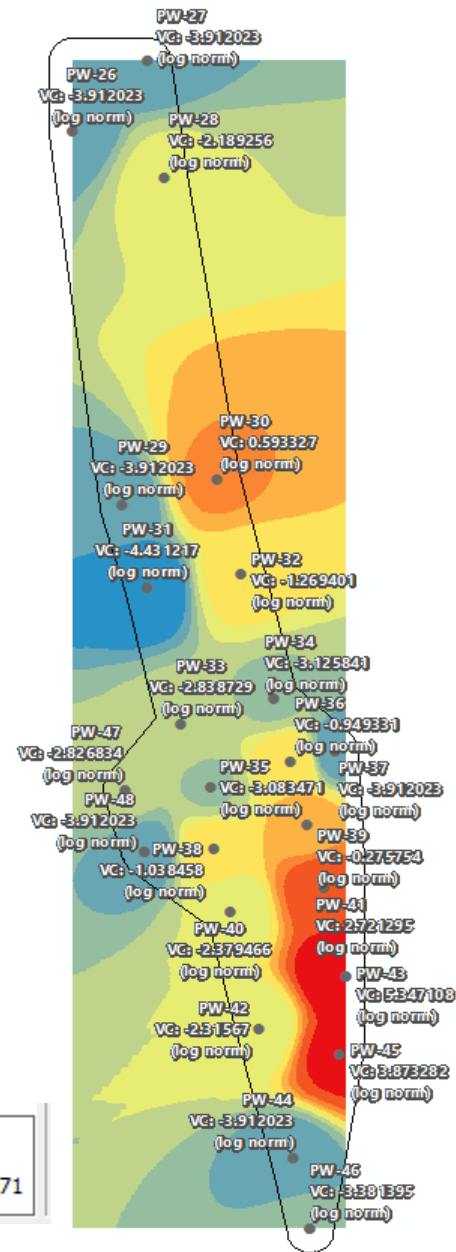 PW-27
VC: -3.912023
(log norm)
PW-26
VC: -3.912023
(log norm)
PW-28
VC: -2.189256
(log norm)
PW-30
VC: 0.593327
(log norm)
PW-29
VC: -3.912023
(log norm)
PW-31
VC: -4.431217
(log norm)
PW-32
VC: -1.269401
(log norm)
PW-34
VC: -3.125841
(log norm)
PW-33
VC: -2.838729
(log norm)
PW-36
VC: -0.949331
(log norm)
PW-47
VC: -2.826834
(log norm)
PW-35
VC: -3.083471
(log norm)
PW-37
VC: -3.912023
(log norm)
PW-48
VC: -3.912023
(log norm)
PW-38
VC: -1.038458
(log norm)
PW-39
VC: -0.275754
(log norm)
PW-41
VC: 2.721295
(log norm)
PW-40
VC: -2.379466
(log norm)
PW-43
VC: 5.347108
(log norm)
PW-42
VC: -2.31567
(log norm)
PW-45
VC: 3.873282
(log norm)
PW-44
VC: -3.912023
(log norm)
PW-46
VC: -3.381395
(log norm)
71